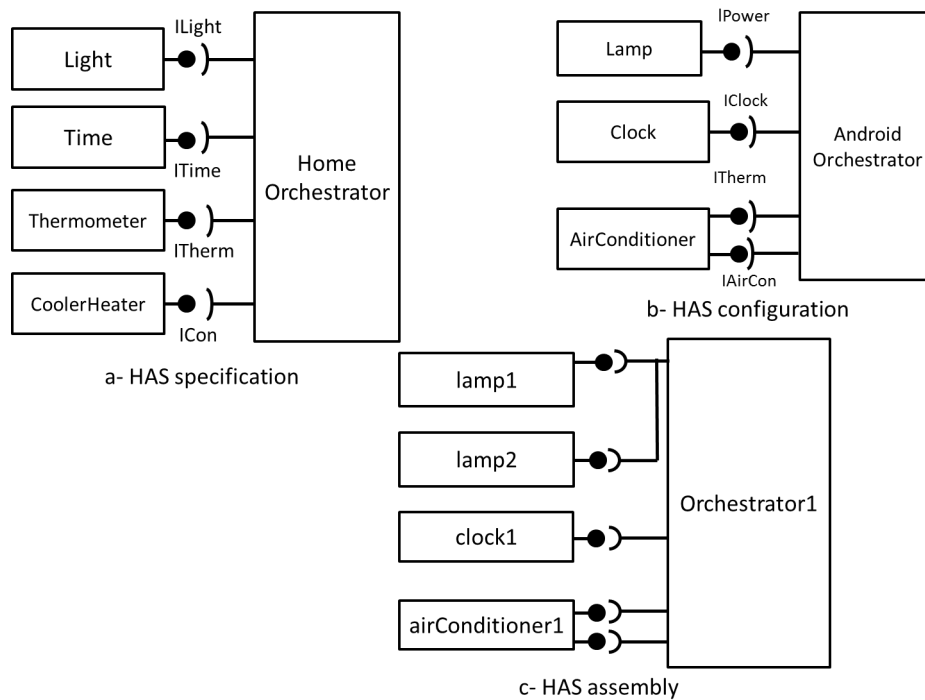 ILight
Light
Time
ITime
Home
Orchestrator
Thermometer
ITherm
CoolerHeater
ICon
a- HAS specification
IPower
Lamp
IClock
Clock
Android
Orchestrator
ITherm
AirConditioner
IAirCon
b- HAS configuration
lamp1
lamp2
Orchestrator1
clock1
airConditioner1
c- HAS assembly